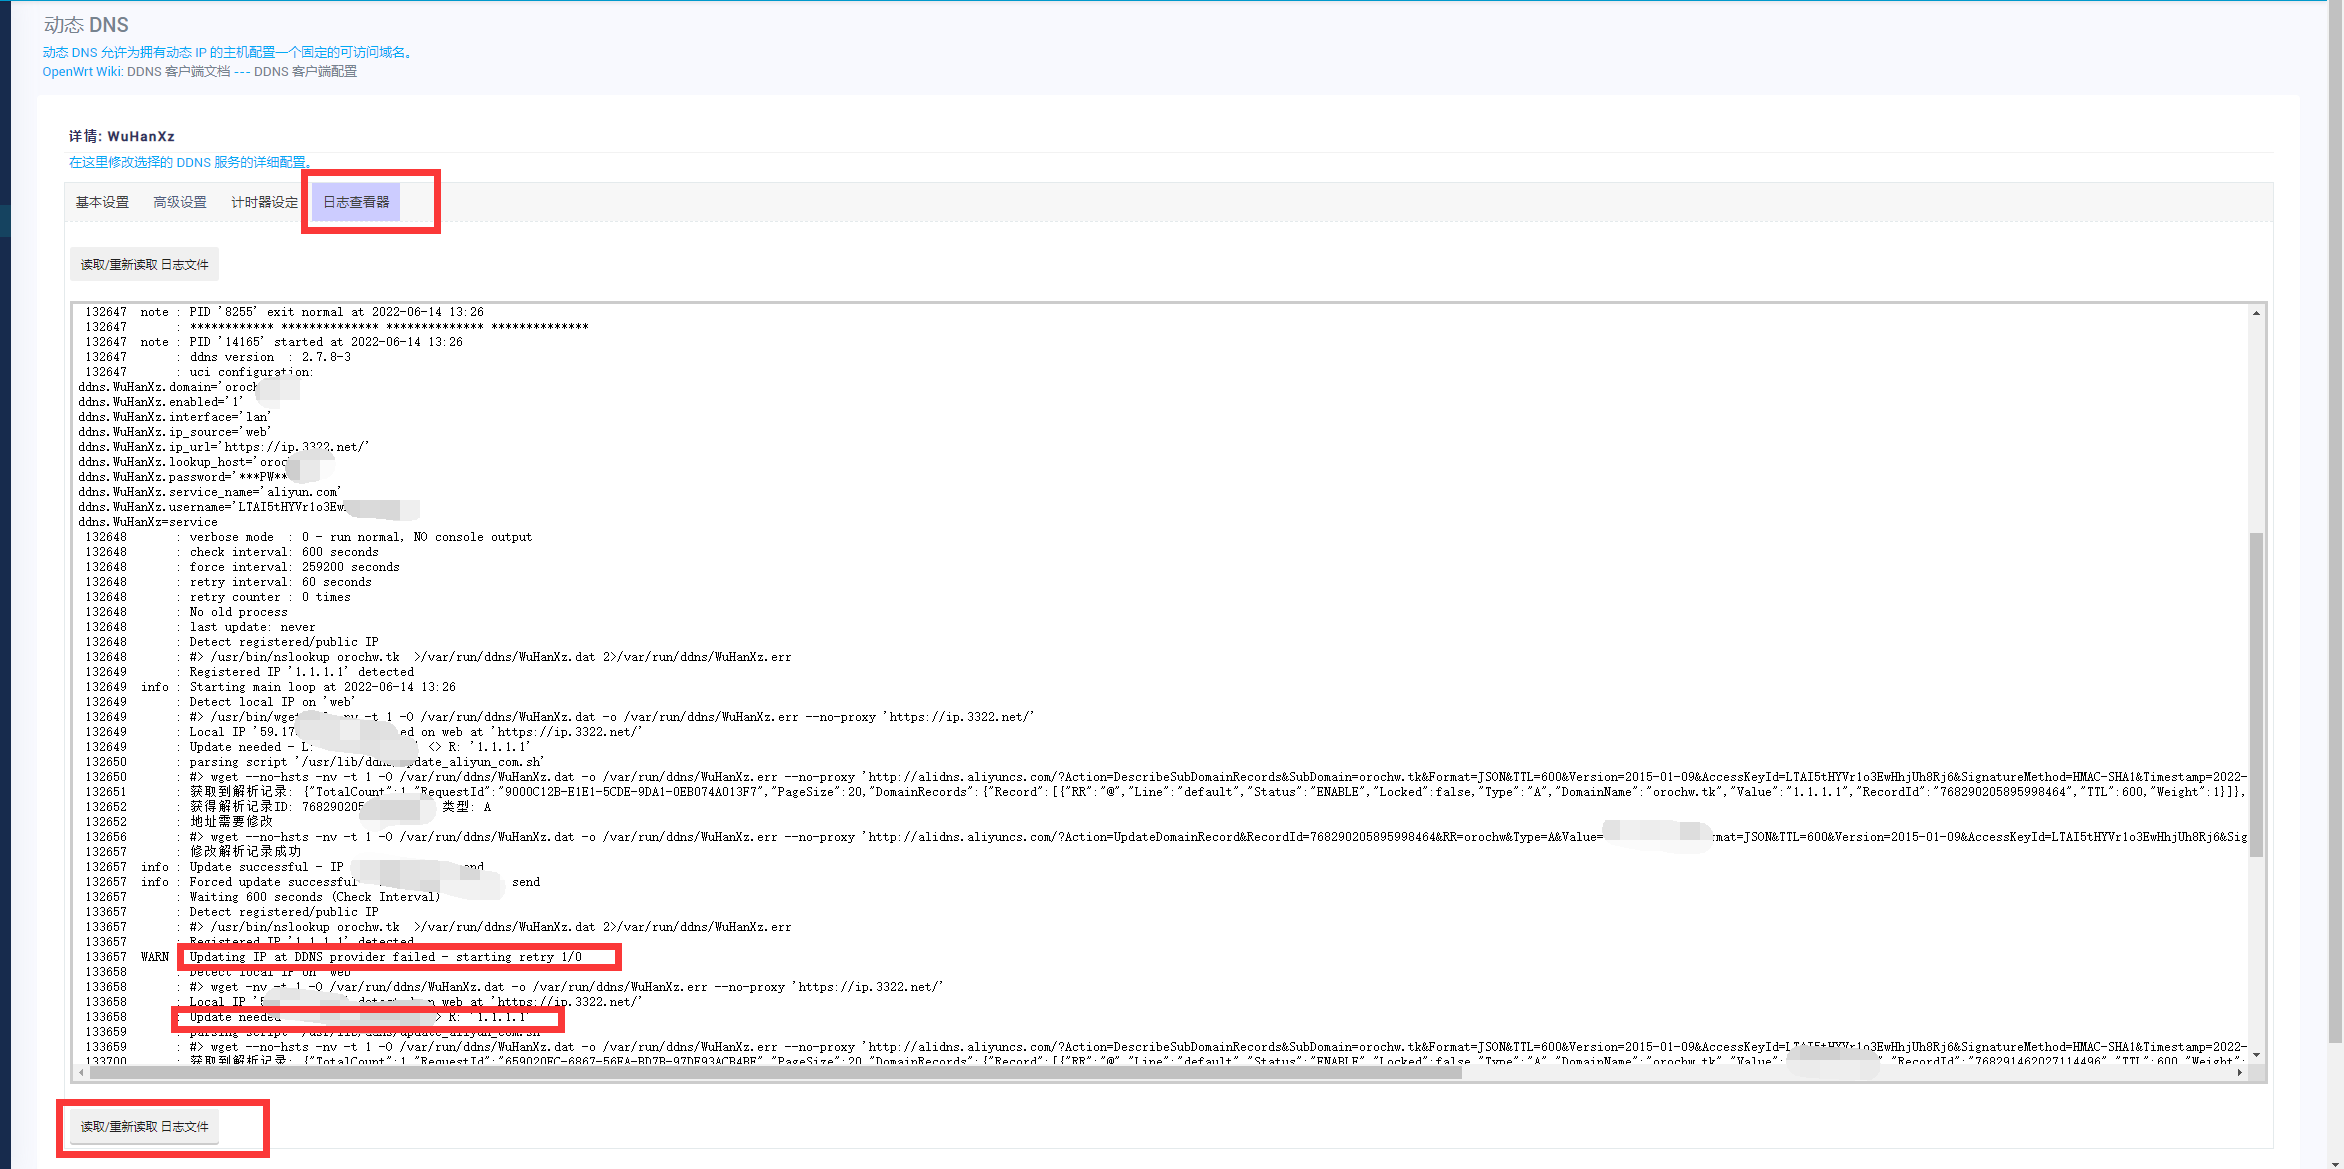 动态 DNS
动态 DNS 允许为拥有动态 IP 的主机配置一个固定的可访问域名。
OpenWrt Wiki: DDNS 客户端文档 --- DDNS 客户端配置
详情: WuHanXz
在这里修改选择的 DDNS 服务的详细配置。
基本设置 高级设置 计时器设定 日志查看器
读取/重新读取 日志文件
132647 note : PID '8255' exit normal at 2022-06-14 13:26
132647 : ************ ************** ************** **************
132647 note : PID '14165' started at 2022-06-14 13:26
132647 : ddns version : 2.7.8-3
132647 : uci configuration:
ddns.WuHanXz.domain='oroch
ddns.WuHanXz.enabled='1'
ddns.WuHanXz.interface='lan'
ddns.WuHanXz.ip_source='web'
ddns.WuHanXz.ip_url='https://ip.3322.net/'
ddns.WuHanXz.lookup_host='oroc
ddns.WuHanXz.password='***PW**
ddns.WuHanXz.service_name='aliyun.com'
ddns.WuHanXz.username='LTAI5tHYVr1o3Ew
ddns.WuHanXz=service
132648 : verbose mode : 0 - run normal, NO console output
132648 : check interval: 600 seconds
132648 : force interval: 259200 seconds
132648 : retry interval: 60 seconds
132648 : retry counter : 0 times
132648 : No old process
132648 : last update: never
132648 : Detect registered/public IP
132648 : #> /usr/bin/nslookup orochw.tk >/var/run/ddns/WuHanXz.dat 2>/var/run/ddns/WuHanXz.err
132649 : Registered IP '1.1.1.1' detected
132649 info : Starting main loop at 2022-06-14 13:26
132649 : Detect local IP on 'web'
132649 : #> /usr/bin/wget -nv -t 1 -O /var/run/ddns/WuHanXz.dat -o /var/run/ddns/WuHanXz.err --no-proxy 'https://ip.3322.net/'
132649 : Local IP '59.17 ed on web at 'https://ip.3322.net/'
132649 : Update needed - L: <> R: '1.1.1.1'
132650 : parsing script '/usr/lib/ddns/update_aliyun_com.sh'
132650 : #> wget --no-hsts -nv -t 1 -O /var/run/ddns/WuHanXz.dat -o /var/run/ddns/WuHanXz.err --no-proxy 'http://alidns.aliyuncs.com/?Action=DescribeSubDomainRecords&SubDomain=orochw.tk&Format=JSON&TTL=600&Version=2015-01-09&AccessKeyId=LTAI5tHYVr1o3EwHhjUh8Rj6&SignatureMethod=HMAC-SHA1&Timestamp=2022-
132651 : 获取到解析记录: {"TotalCount":1,"RequestId":"9000C12B-E1E1-5CDE-9DA1-0EB074A013F7","PageSize":20,"DomainRecords":{"Record":[{"RR":"@","Line":"default","Status":"ENABLE","Locked":false,"Type":"A","DomainName":"orochw.tk","Value":"1.1.1.1","RecordId":"768290205895998464","TTL":600,"Weight":1}]},
132652 : 获得解析记录ID: 768290205 类型: A
132652 : 地址需要修改
132656 : #> wget --no-hsts -nv -t 1 -O /var/run/ddns/WuHanXz.dat -o /var/run/ddns/WuHanXz.err --no-proxy 'http://alidns.aliyuncs.com/?Action=UpdateDomainRecord&RecordId=768290205895998464&RR=orochw&Type=A&Value= rmat=JSON&TTL=600&Version=2015-01-09&AccessKeyId=LTAI5tHYVr1o3EwHhjUh8Rj6&Sig
132657 : 修改解析记录成功
132657 info : Update successful - IP send
132657 info : Forced update successful send
132657 : Waiting 600 seconds (Check Interval)
133657 : Detect registered/public IP
133657 : #> /usr/bin/nslookup orochw.tk >/var/run/ddns/WuHanXz.dat 2>/var/run/ddns/WuHanXz.err
133657 : Registered IP '1.1.1.1' detected
133657 WARN : Updating IP at DDNS provider failed - starting retry 1/0
133658 : Detect local IP on 'web'
133658 : #> wget -nv -t 1 -O /var/run/ddns/WuHanXz.dat -o /var/run/ddns/WuHanXz.err --no-proxy 'https://ip.3322.net/'
133658 : Local IP '5 detected on web at 'https://ip.3322.net/'
133658 : Update needed > R: '1.1.1.1'
133659 : parsing script '/usr/lib/ddns/update_aliyun_com.sh'
133659 : #> wget --no-hsts -nv -t 1 -O /var/run/ddns/WuHanXz.dat -o /var/run/ddns/WuHanXz.err --no-proxy 'http://alidns.aliyuncs.com/?Action=DescribeSubDomainRecords&SubDomain=orochw.tk&Format=JSON&TTL=600&Version=2015-01-09&AccessKeyId=LTAI5tHYVr1o3EwHhjUh8Rj6&SignatureMethod=HMAC-SHA1&Timestamp=2022-
133700 : 获取到解析记录: {"TotalCount":1,"RequestId":"659020FC-6867-56EA-BD7B-97DF93ACB4BF","PageSize":20,"DomainRecords":{"Record":[{"RR":"@","Line":"default","Status":"ENABLE","Locked":false,"Type":"A","DomainName":"orochw.tk","Value": ","RecordId":"768291462027114496","TTL":600,"Weight":
读取/重新读取 日志文件